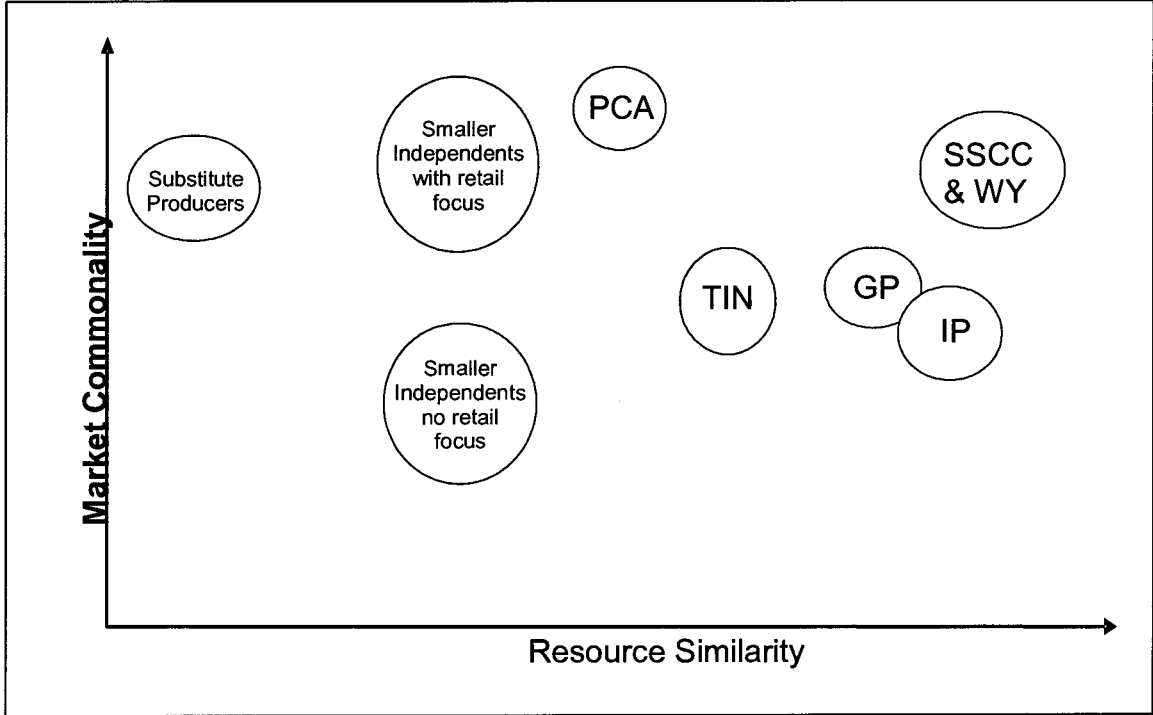 Market Commonality
Substitute
Producers
Smaller
Independents
with retail
focus
PCA
SSCC
& WY
TIN
GP
IP
Smaller
Independents
no retail
focus
Resource Similarity